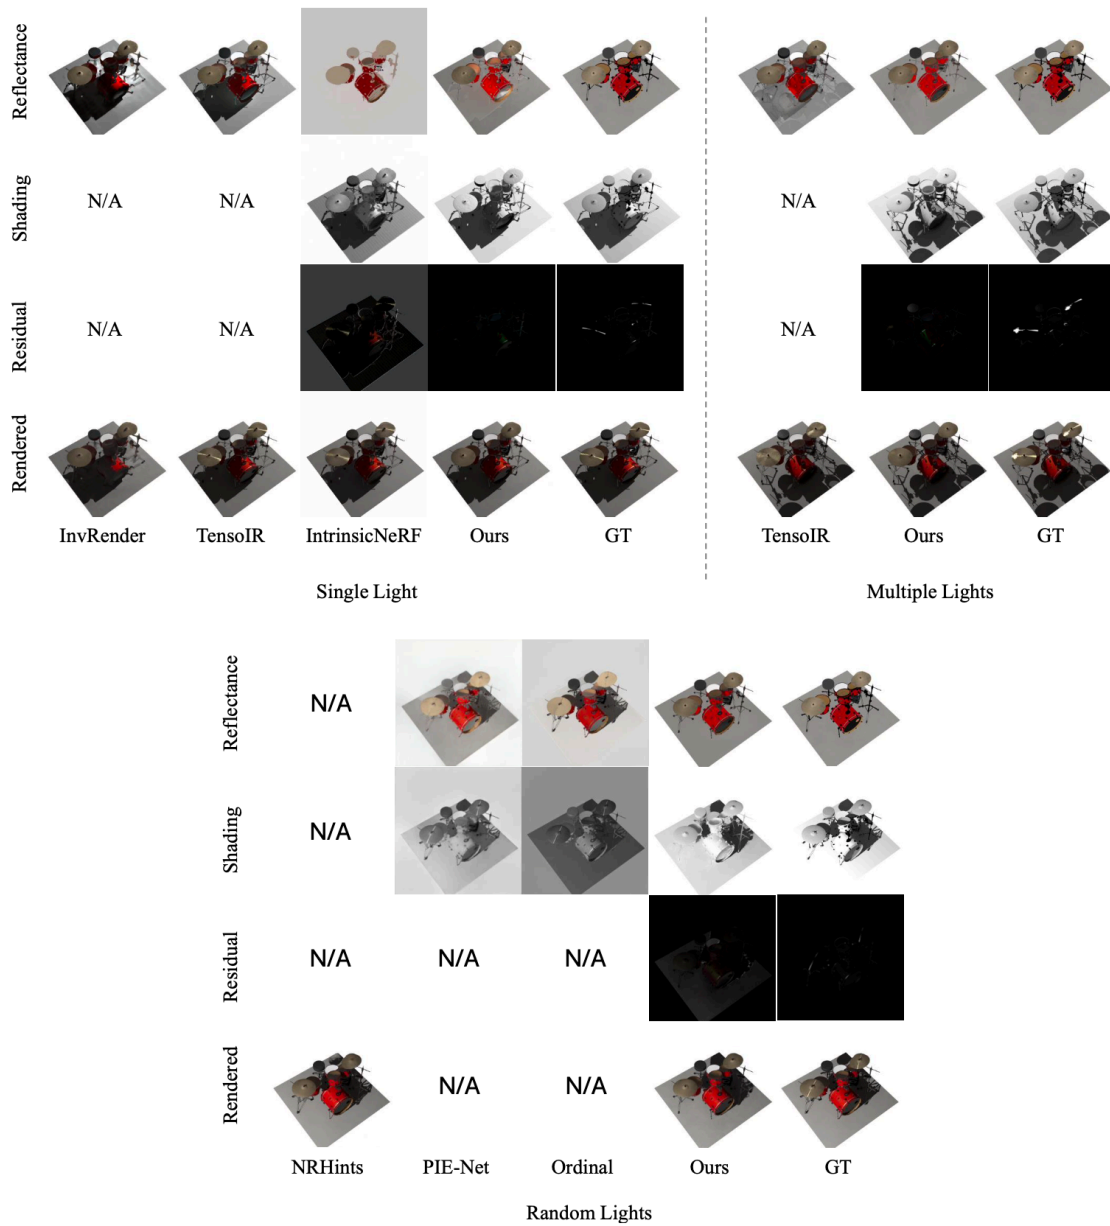 Reflectance
Shading
N/A
N/A
N/A
Residual
N/A
N/A
N/A
Rendered
InvRender
TensoIR
IntrinsicNeRF
Ours
GT
TensoIR
Ours
GT
Single Light
Multiple Lights
Reflectance
N/A
Shading
N/A
Residual
N/A
N/A
N/A
Rendered
N/A
N/A
NRHints
PIE-Net
Ordinal
Ours
GT
Random Lights